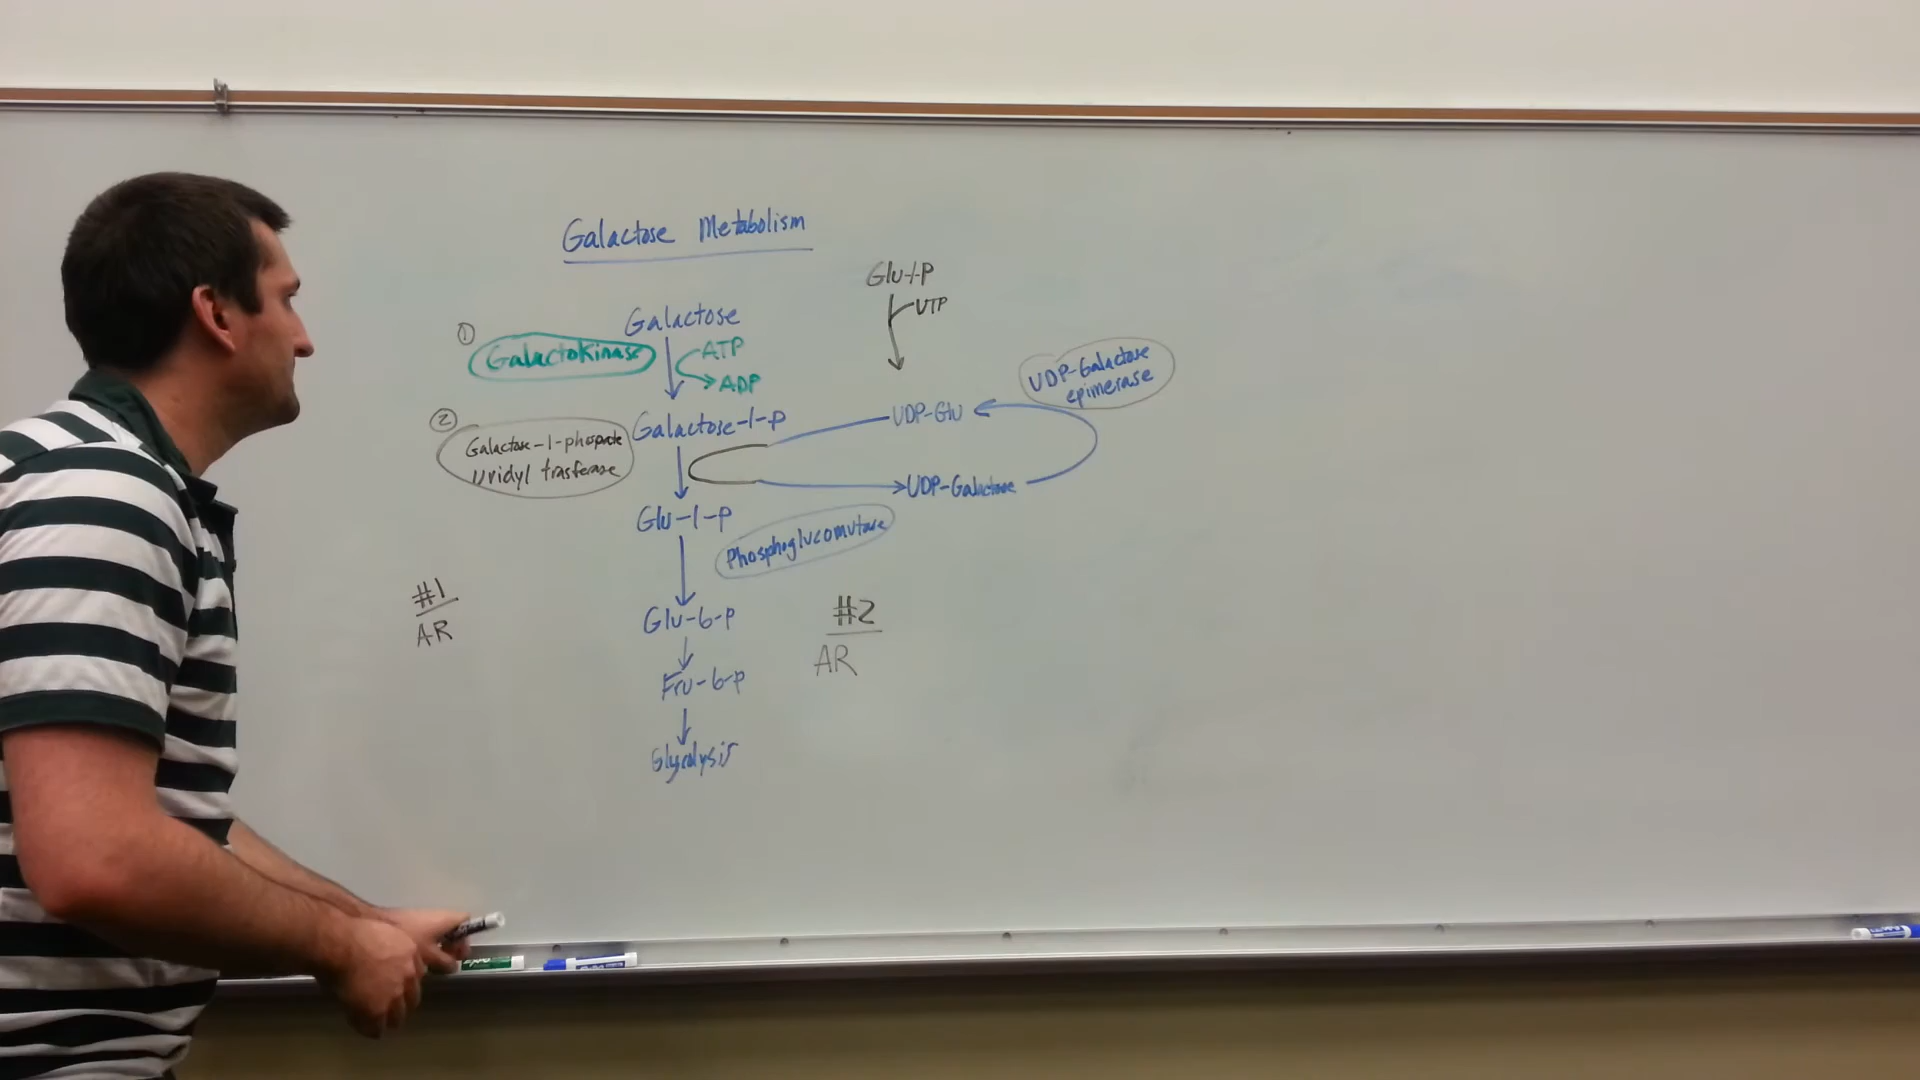 Galactose Metabolism
Glu-1-P
UTP
Galactose
①
Galactokinase
ATP
ADP
UDP-Galactose
epimerase
②
Galactose-1-phosphate
Uridyl trasferase
Galactose-1-p
UDP-Glu
UDP-Galactose
Glu-1-p
Phosphoglucomutase
#1
AR
Glu-6-p
#2
AR
Fru-6-p
Glycolysis
EXPO